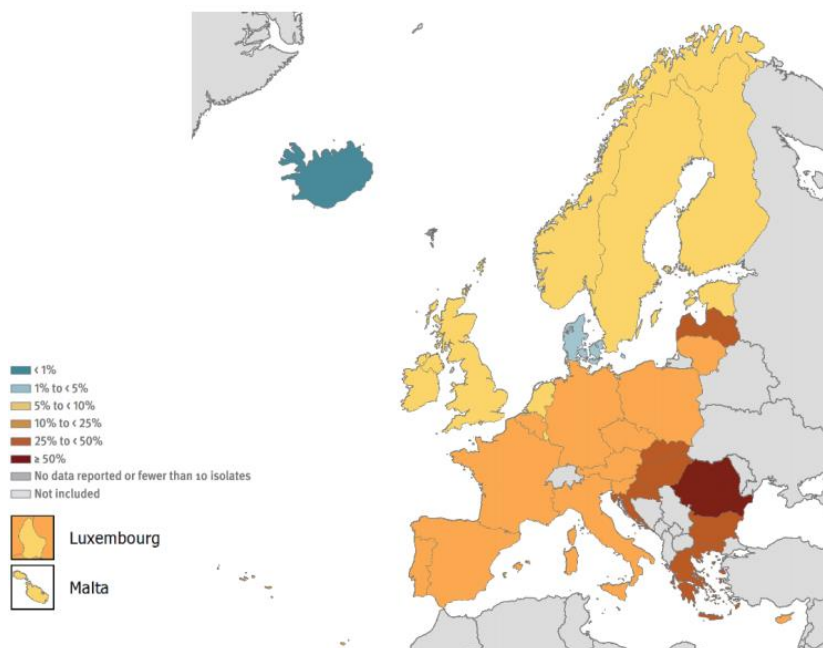 < 1%
1% to < 5%
5% to < 10%
10% to < 25%
25% to < 50%
≥ 50%
No data reported or fewer than 10 isolates
Not included
Luxembourg
Malta